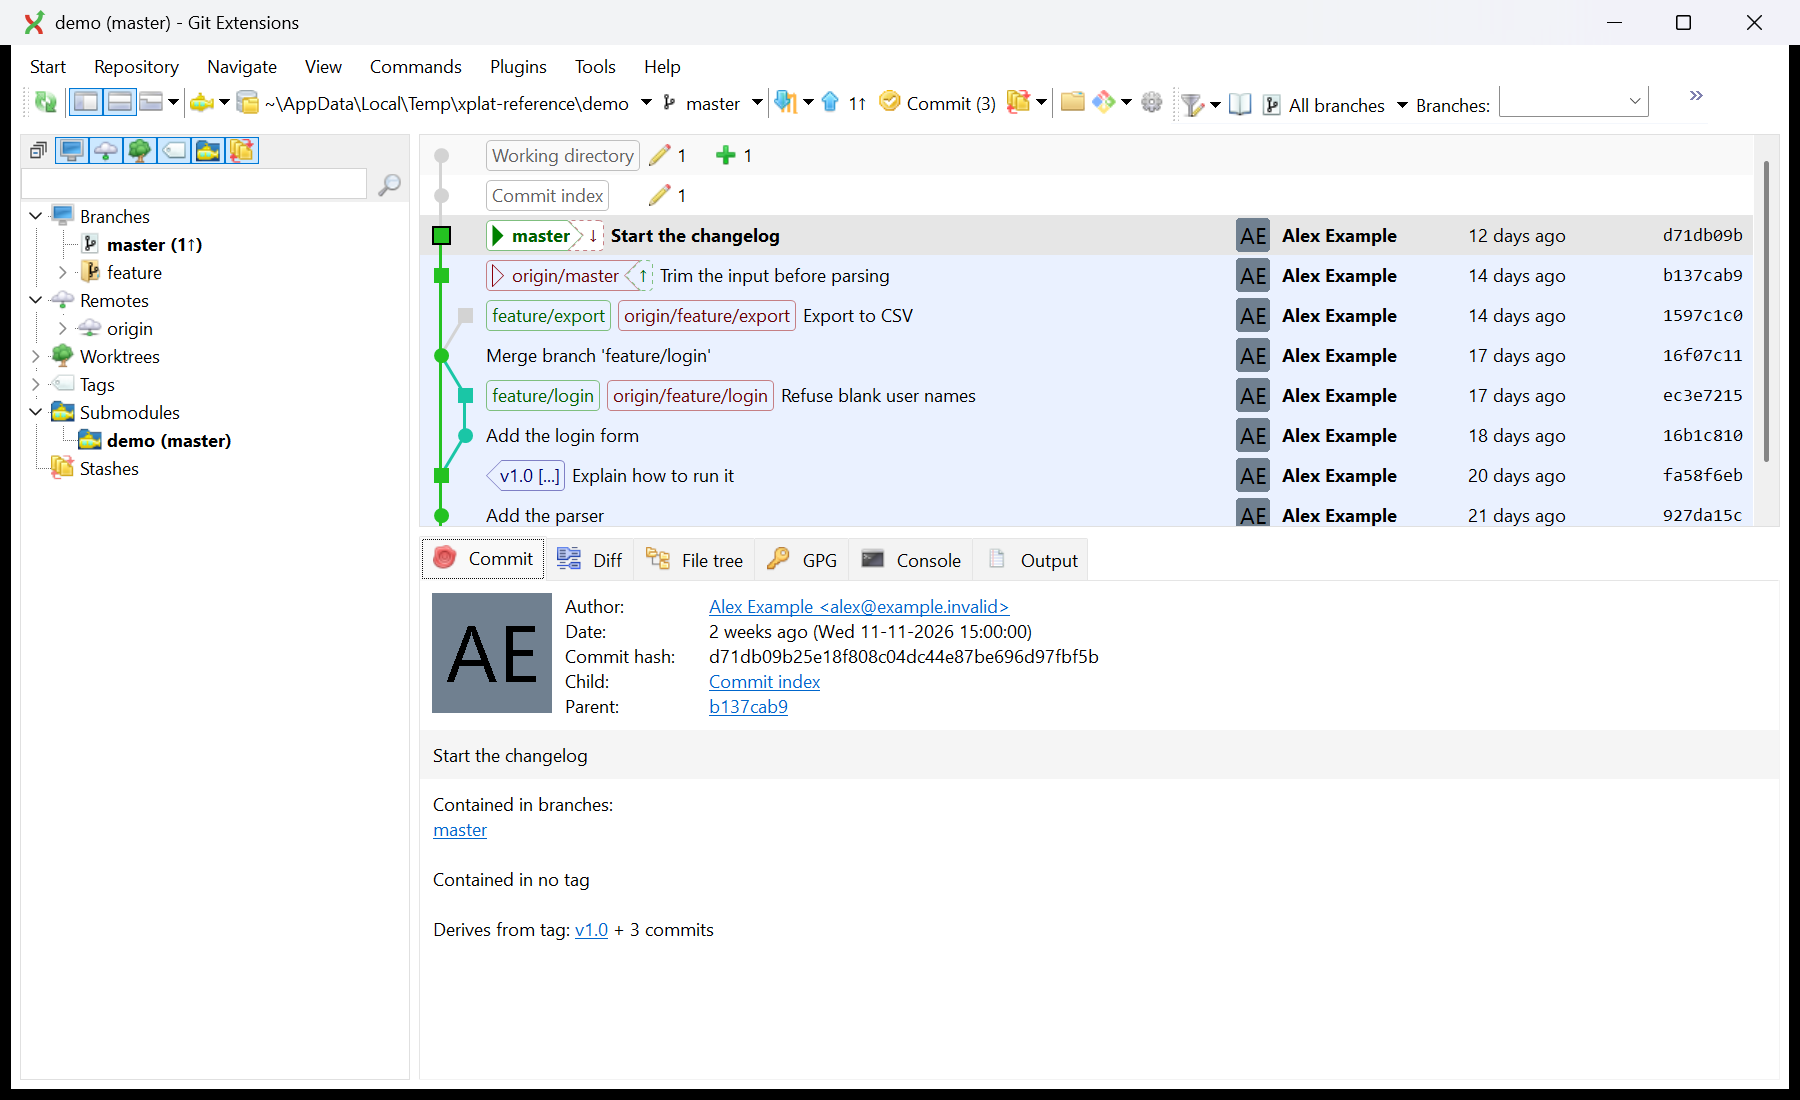 demo (master) - Git Extensions
Start Repository Navigate View Commands Plugins Tools Help
~\AppData\Local\Temp\xplat-reference\demo master 1↑ Commit (3) All branches Branches: »
Working directory 1 1
Commit index 1
master ↓ Start the changelog AE Alex Example 12 days ago d71db09b
origin/master ↑ Trim the input before parsing AE Alex Example 14 days ago b137cab9
feature/export origin/feature/export Export to CSV AE Alex Example 14 days ago 1597c1c0
Merge branch 'feature/login' AE Alex Example 17 days ago 16f07c11
feature/login origin/feature/login Refuse blank user names AE Alex Example 17 days ago ec3e7215
Add the login form AE Alex Example 18 days ago 16b1c810
v1.0 [...] Explain how to run it AE Alex Example 20 days ago fa58f6eb
Add the parser AE Alex Example 21 days ago 927da15c
Branches
master (1↑)
feature
Remotes
origin
Worktrees
Tags
Submodules
demo (master)
Stashes
Commit Diff File tree GPG Console Output
AE
Author: Alex Example <alex@example.invalid>
Date: 2 weeks ago (Wed 11-11-2026 15:00:00)
Commit hash: d71db09b25e18f808c04dc44e87be696d97fbf5b
Child: Commit index
Parent: b137cab9
Start the changelog
Contained in branches:
master
Contained in no tag
Derives from tag: v1.0 + 3 commits